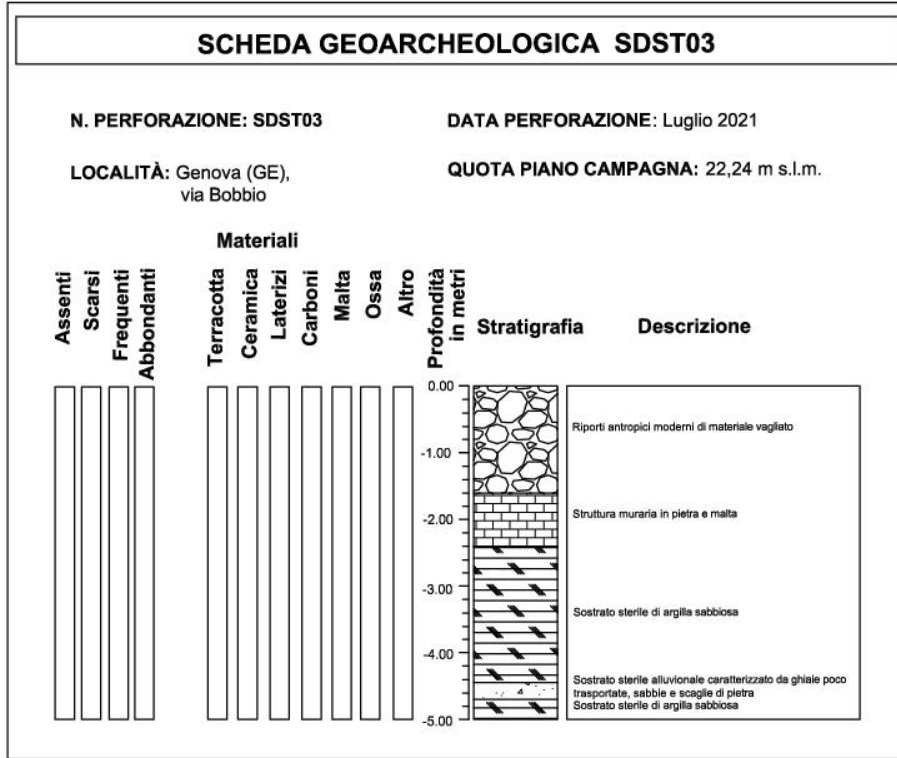 SCHEDA GEOARCHEOLOGICA SDST03
N. PERFORAZIONE: SDST03
DATA PERFORAZIONE: Luglio 2021
LOCALITÀ: Genova (GE),
via Bobbio
QUOTA PIANO CAMPAGNA: 22,24 m s.l.m.
Materiali
Assenti
Scarsi
Frequenti
Abbondanti
Terracotta
Ceramica
Laterizi
Carboni
Malta
Ossa
Altro
Profondità
in metri
Stratigrafia
Descrizione
0.00
Riporti antropici moderni di materiale vagliato
-1.00
Struttura muraria in pietra e malta
-2.00
-3.00
Sostrato sterile di argilla sabbiosa
-4.00
Sostrato sterile alluvionale caratterizzato da ghiaie poco
trasportate, sabbie e scaglie di pietra
Sostrato sterile di argilla sabbiosa
-5.00